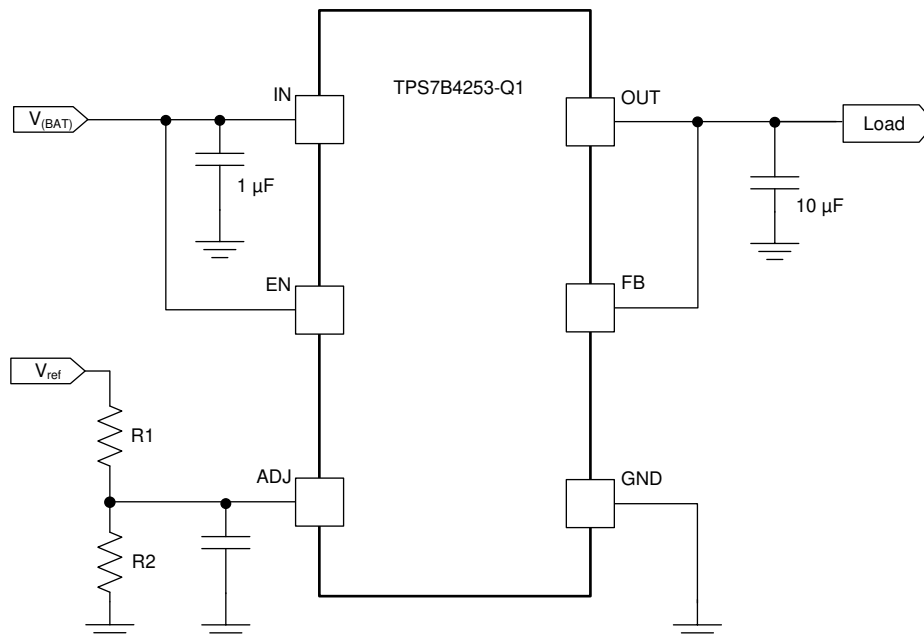 TPS7B4253-Q1
IN
OUT
V(BAT)
Load
1 µF
10 µF
EN
FB
Vref
R1
ADJ
GND
R2